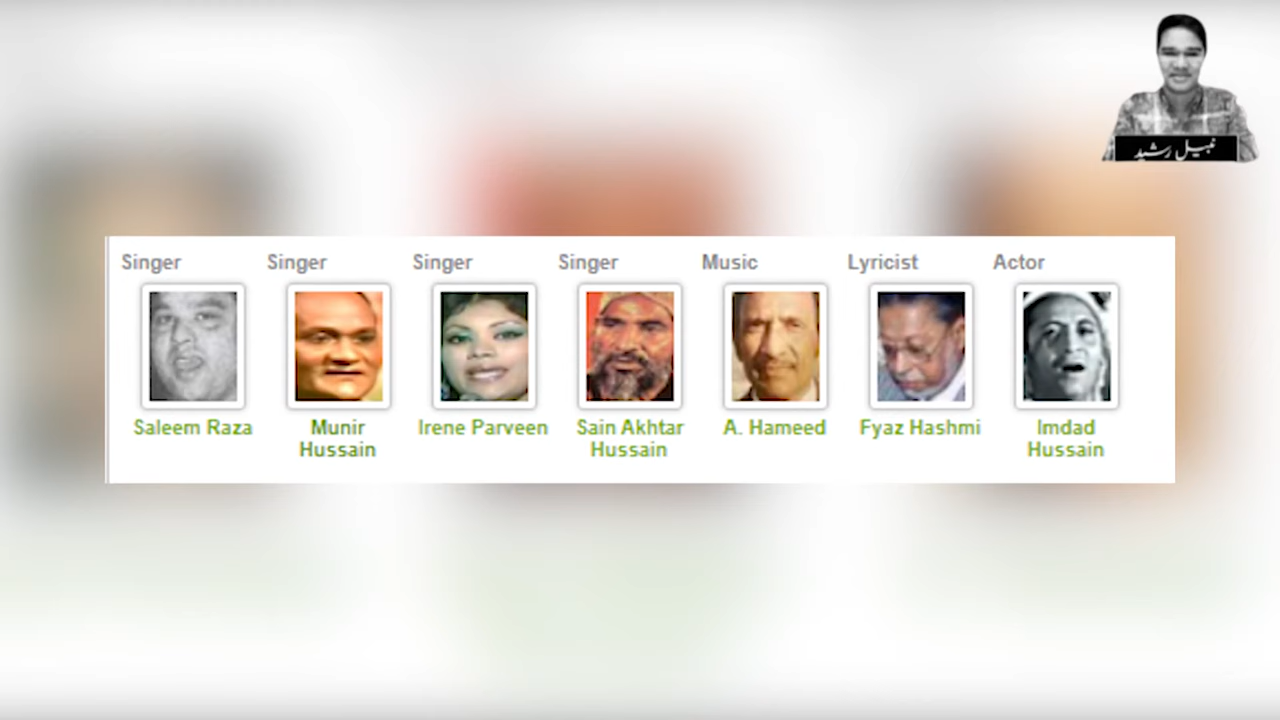 نبیل رشید
Singer Singer Singer Singer Music Lyricist Actor
Saleem Raza
Munir
Hussain
Irene Parveen
Sain Akhtar
Hussain
A. Hameed
Fyaz Hashmi
Imdad
Hussain